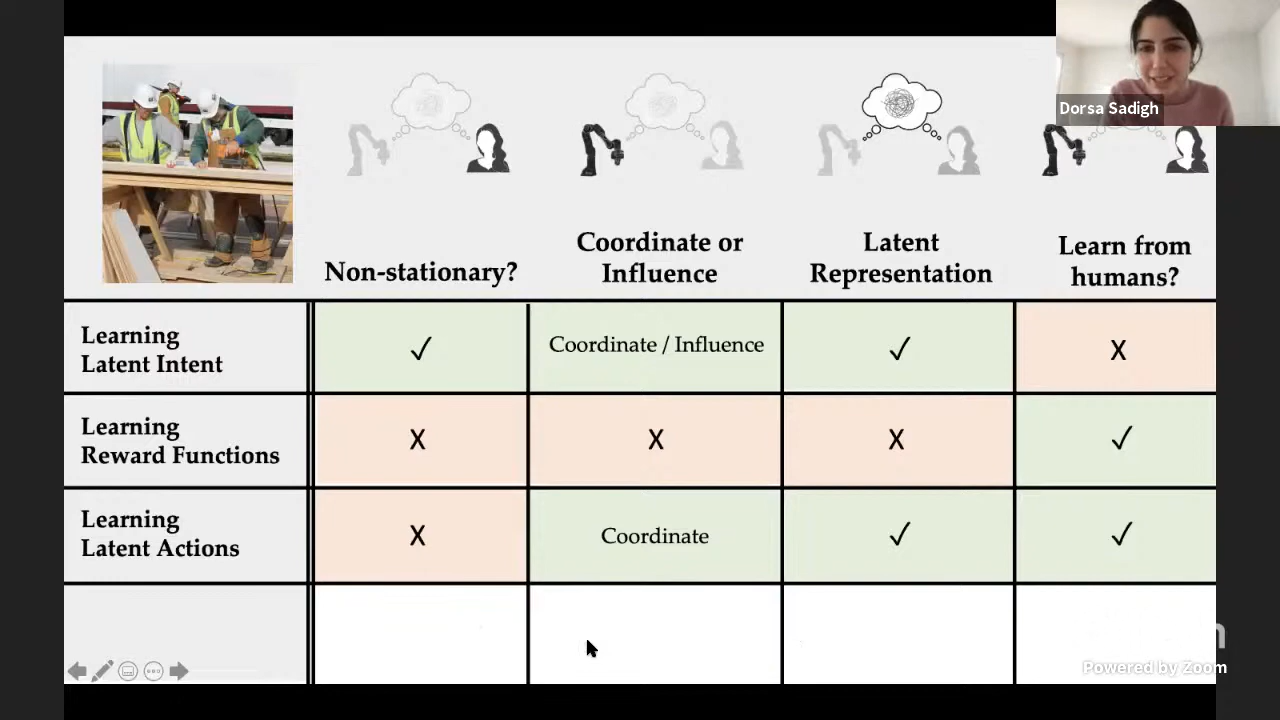 Dorsa Sadigh
Non-stationary?
Coordinate or
Influence
Latent
Representation
Learn from
humans?
Learning
Latent Intent
✓
Coordinate / Influence
✓
X
Learning
Reward Functions
X
X
X
✓
Learning
Latent Actions
X
Coordinate
✓
✓
Powered by Zoom